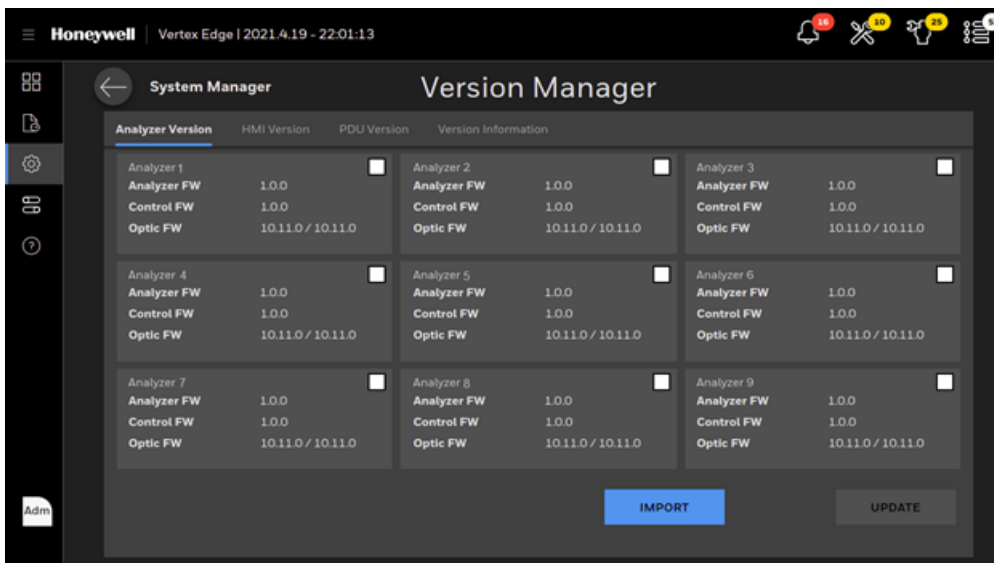 Honeywell Vertex Edge | 2021.4.19 - 22:01:13 16 10 25 5
System Manager Version Manager
Analyzer Version HMI Version PDU Version Version Information
Analyzer 1 Analyzer 2 Analyzer 3
Analyzer FW 1.0.0 Analyzer FW 1.0.0 Analyzer FW 1.0.0
Control FW 1.0.0 Control FW 1.0.0 Control FW 1.0.0
Optic FW 10.11.0 / 10.11.0 Optic FW 10.11.0 / 10.11.0 Optic FW 10.11.0 / 10.11.0
Analyzer 4 Analyzer 5 Analyzer 6
Analyzer FW 1.0.0 Analyzer FW 1.0.0 Analyzer FW 1.0.0
Control FW 1.0.0 Control FW 1.0.0 Control FW 1.0.0
Optic FW 10.11.0 / 10.11.0 Optic FW 10.11.0 / 10.11.0 Optic FW 10.11.0 / 10.11.0
Analyzer 7 Analyzer 8 Analyzer 9
Analyzer FW 1.0.0 Analyzer FW 1.0.0 Analyzer FW 1.0.0
Control FW 1.0.0 Control FW 1.0.0 Control FW 1.0.0
Optic FW 10.11.0 / 10.11.0 Optic FW 10.11.0 / 10.11.0 Optic FW 10.11.0 / 10.11.0
Adm IMPORT UPDATE